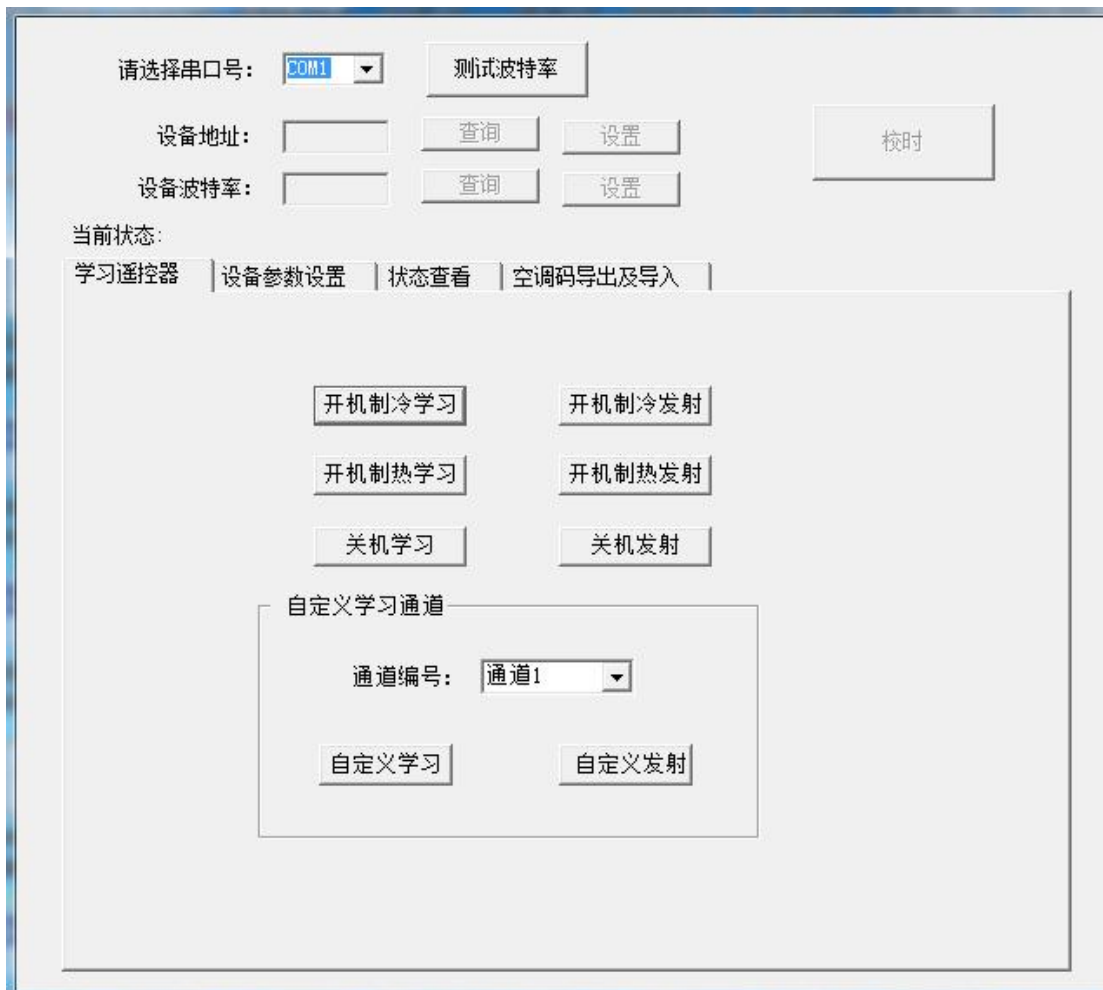 请选择串口号： COM1 测试波特率
设备地址： 查询 设置 校时
设备波特率： 查询 设置
当前状态:
学习遥控器 设备参数设置 状态查看 空调码导出及导入
开机制冷学习 开机制冷发射
开机制热学习 开机制热发射
关机学习 关机发射
自定义学习通道
通道编号： 通道1
自定义学习 自定义发射